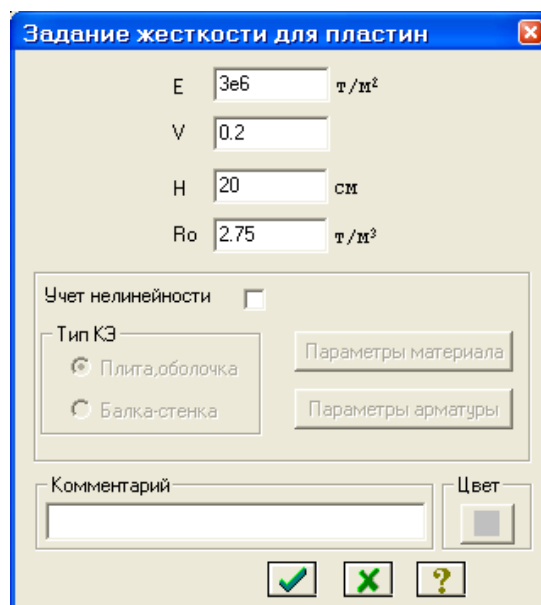 Задание жесткости для пластин
E 3e6 т/м²
V 0.2
H 20 см
Ro 2.75 т/м³
Учет нелинейности
Тип КЭ
Плита,оболочка
Балка-стенка
Параметры материала
Параметры арматуры
Комментарий
Цвет
?